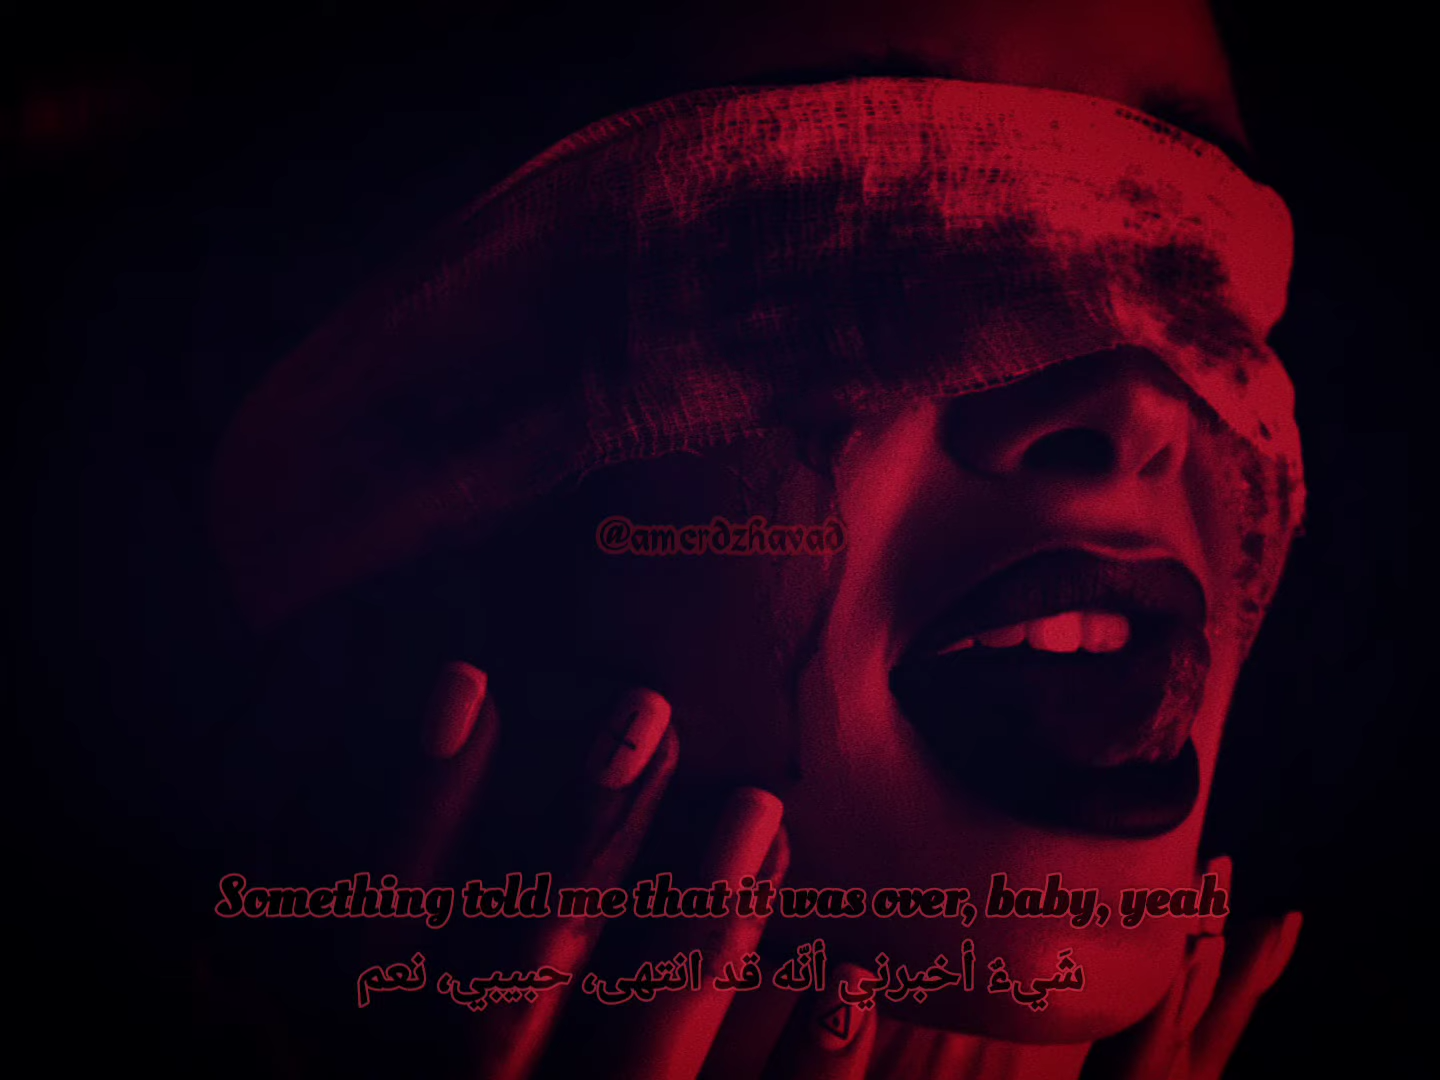 @amerdzhavad
Something told me that it was over, baby, yeah
شَيءٌ أخبرني أنّه قد انتهى، حبيبي، نعم